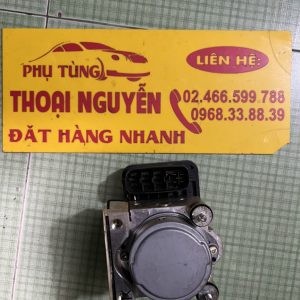 PHỤ TÙNG
LIÊN HỆ:
THOẠI NGUYỄN
02.466.599.788
0968.33.88.39
ĐẶT HÀNG NHANH